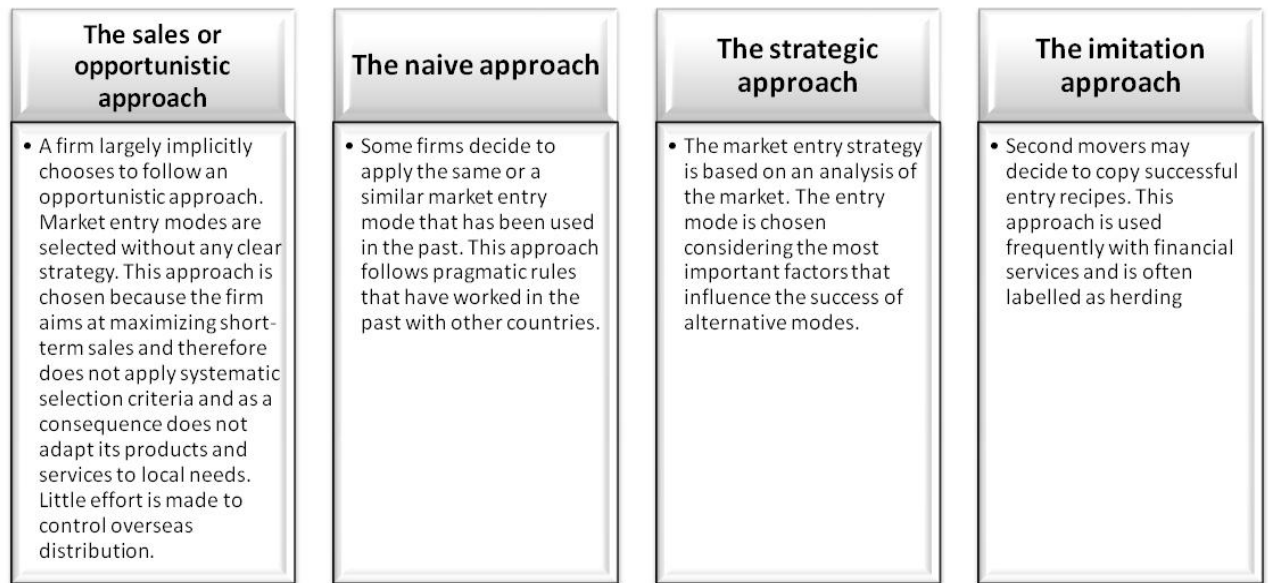 The sales or
opportunistic
approach
• A firm largely implicitly
chooses to follow an
opportunistic approach.
Market entry modes are
selected without any clear
strategy. This approach is
chosen because the firm
aims at maximizing short-
term sales and therefore
does not apply systematic
selection criteria and as a
consequence does not
adapt its products and
services to local needs.
Little effort is made to
control overseas
distribution.
The naive approach
• Some firms decide to
apply the same or a
similar market entry
mode that has been used
in the past. This approach
follows pragmatic rules
that have worked in the
past with other countries.
The strategic
approach
• The market entry strategy
is based on an analysis of
the market. The entry
mode is chosen
considering the most
important factors that
influence the success of
alternative modes.
The imitation
approach
• Second movers may
decide to copy successful
entry recipes. This
approach is used
frequently with financial
services and is often
labelled as herding